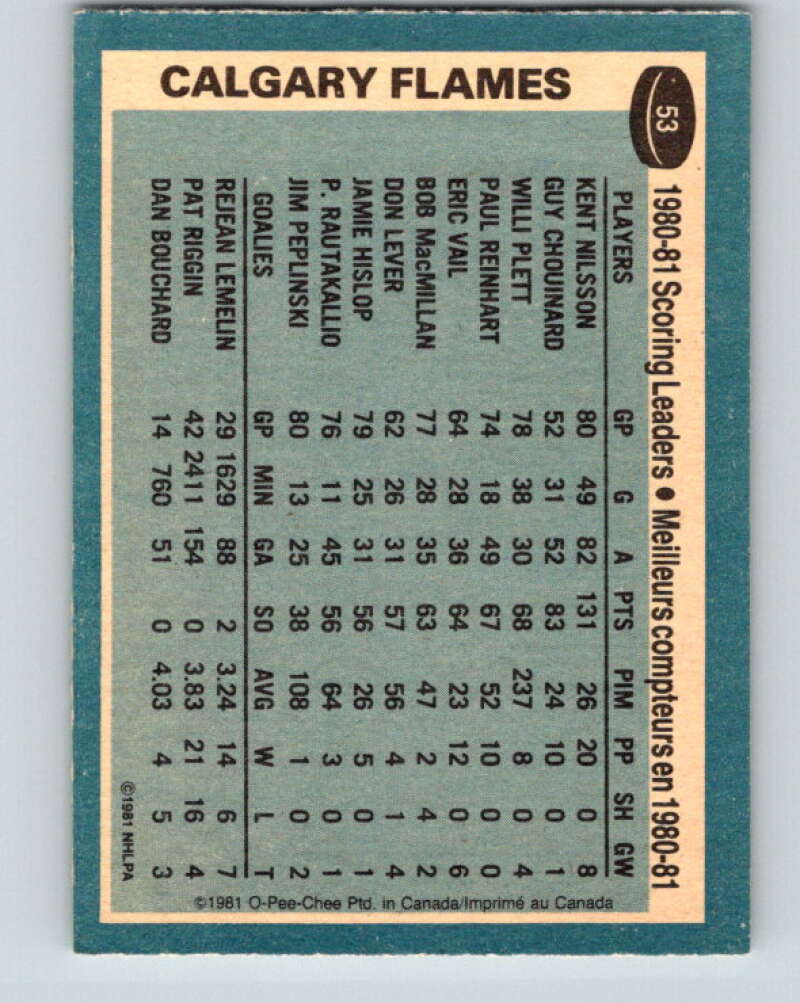 CALGARY FLAMES
53
1980-81 Scoring Leaders • Meilleurs compteurs en 1980-81
PLAYERS GP G A PTS PIM PP SH GW
KENT NILSSON 80 49 82 131 26 20 0 8
GUY CHOUINARD 52 31 52 83 24 10 0 1
WILLI PLETT 78 38 30 68 237 8 0 4
PAUL REINHART 74 18 49 67 52 10 0 0
ERIC VAIL 64 28 36 64 23 12 0 6
BOB MacMILLAN 77 28 35 63 47 2 4 2
DON LEVER 62 26 31 57 56 4 1 4
JAMIE HISLOP 79 25 31 56 26 5 0 1
P. RAUTAKALLIO 76 11 45 56 64 3 0 1
JIM PEPLINSKI 80 13 25 38 108 1 0 2
GOALIES GP MIN GA SO AVG W L T
REJEAN LEMELIN 29 1629 88 2 3.24 14 6 7
PAT RIGGIN 42 2411 154 0 3.83 21 16 4
DAN BOUCHARD 14 760 51 0 4.03 4 5 3
©1981 NHLPA
©1981 O-Pee-Chee Ptd. in Canada/Imprimé au Canada